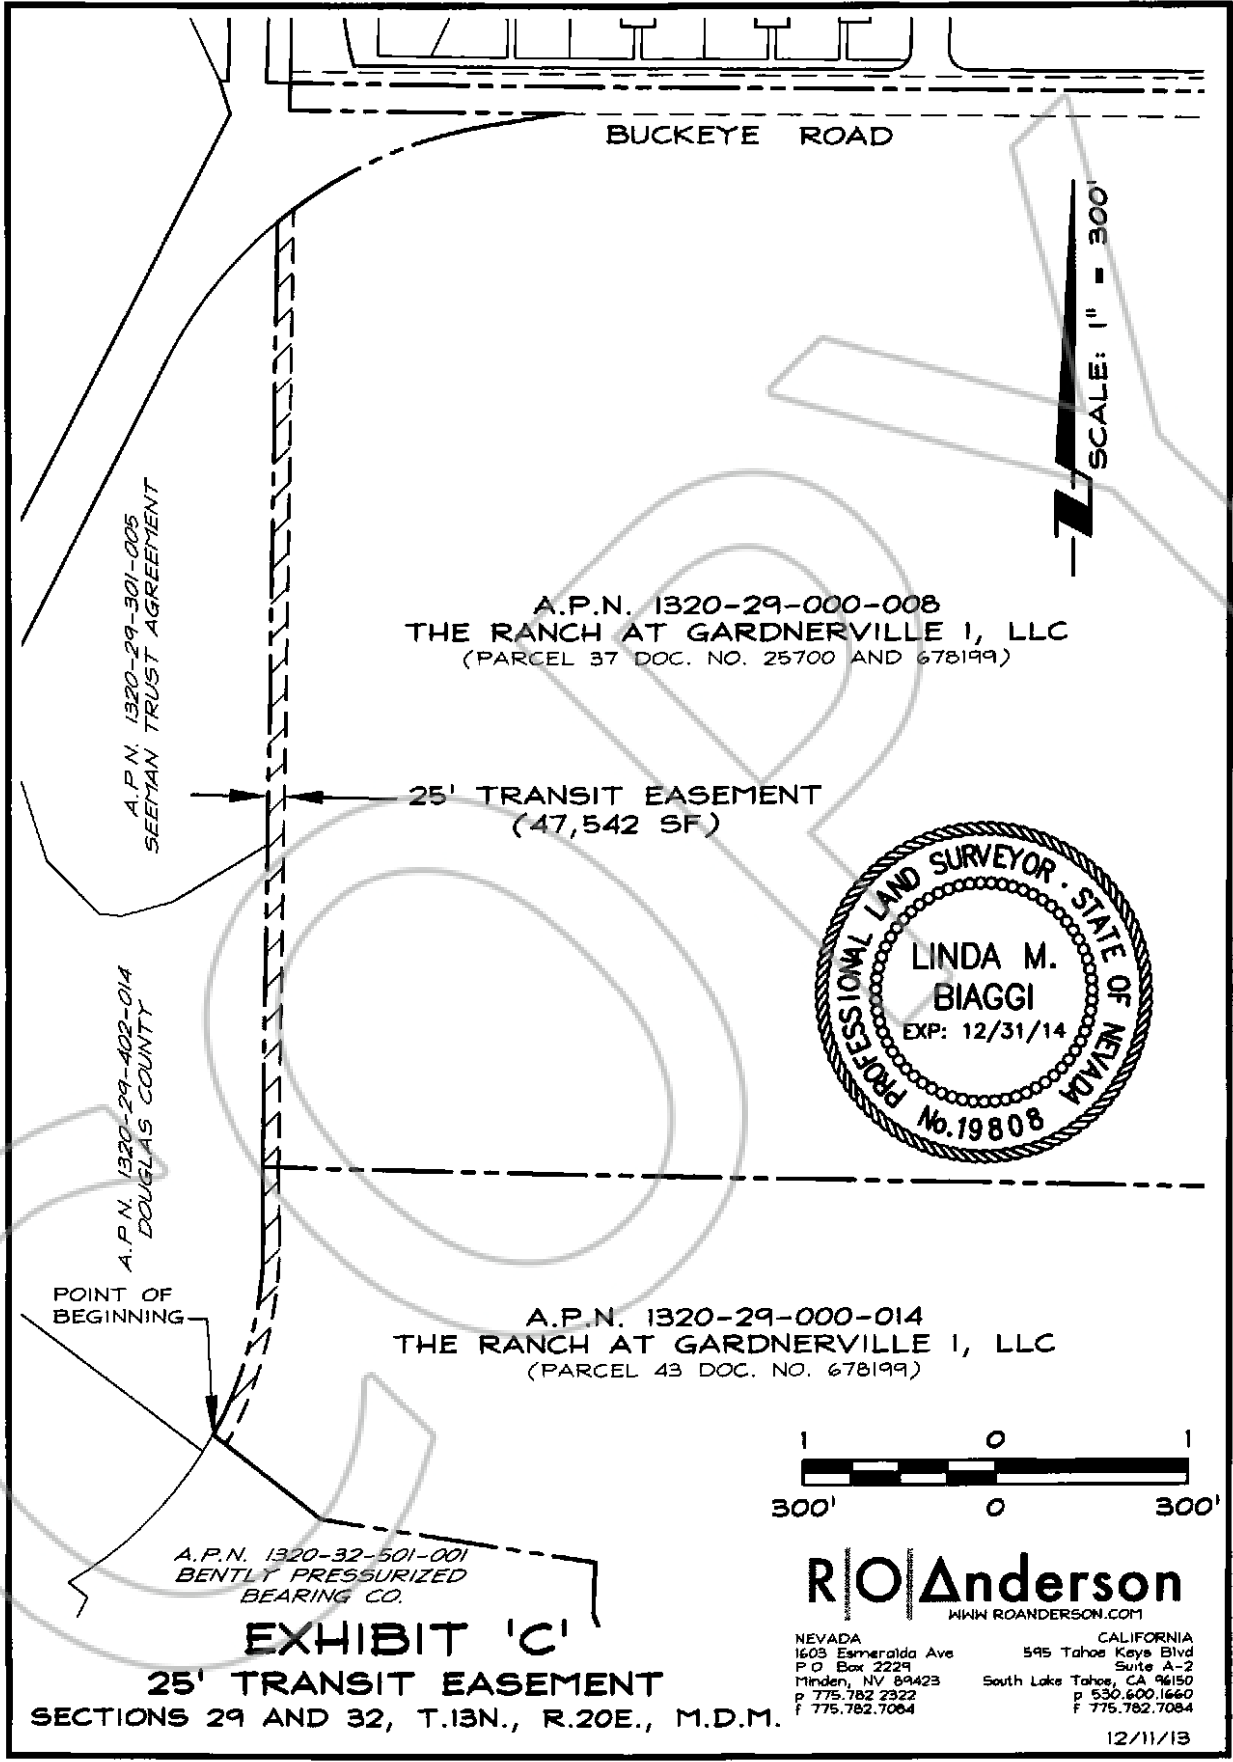 BUCKEYE ROAD
SCALE: 1" = 300'
A.P.N. 1320-29-301-005
SEEMAN TRUST AGREEMENT
A.P.N. 1320-29-000-008
THE RANCH AT GARDNERVILLE 1, LLC
(PARCEL 37 DOC. NO. 25700 AND 678199)
25' TRANSIT EASEMENT
(47,542 SF)
PROFESSIONAL LAND SURVEYOR · STATE OF NEVADA
LINDA M.
BIAGGI
EXP: 12/31/14
No. 19808
A.P.N. 1320-29-402-014
DOUGLAS COUNTY
POINT OF
BEGINNING
A.P.N. 1320-29-000-014
THE RANCH AT GARDNERVILLE 1, LLC
(PARCEL 43 DOC. NO. 678199)
1 0 1
300' 0 300'
A.P.N. 1320-32-501-001
BENTLY PRESSURIZED
BEARING CO.
EXHIBIT 'C'
25' TRANSIT EASEMENT
SECTIONS 29 AND 32, T.13N., R.20E., M.D.M.
R|O|Anderson
WWW.ROANDERSON.COM
NEVADA
1603 Esmeralda Ave
P O Box 2229
Minden, NV 89423
p 775.782.2322
f 775.782.7084
CALIFORNIA
595 Tahoe Keys Blvd
Suite A-2
South Lake Tahoe, CA 96150
p 530.600.1660
f 775.782.7084
12/11/13
COPY